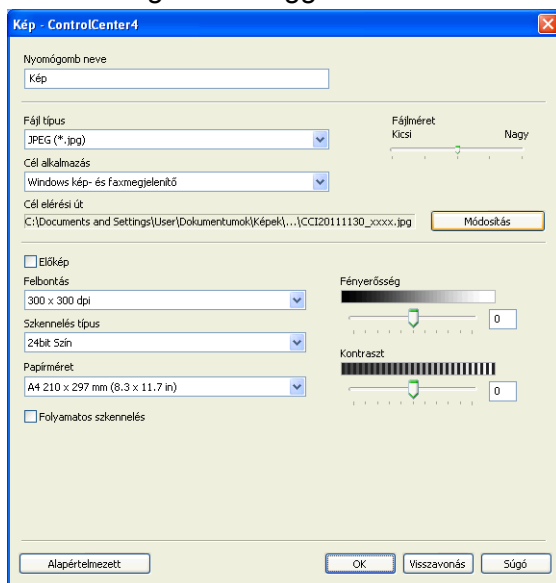 Kép - ControlCenter4
Nyomógomb neve
Kép
Fájl típus
JPEG (*.jpg)
Fájlméret
Kicsi Nagy
Cél alkalmazás
Windows kép- és faxmegjelenítő
Cél elérési út
C:\Documents and Settings\User\Dokumentumok\Képek\...\CCI20111130_xxxx.jpg Módosítás
Előkép
Felbontás
300 x 300 dpi
Szkennelés típus
24bit Szín
Papírméret
A4 210 x 297 mm (8.3 x 11.7 in)
Folyamatos szkennelés
Fényerősség
0
Kontraszt
0
Alapértelmezett OK Visszavonás Súgó